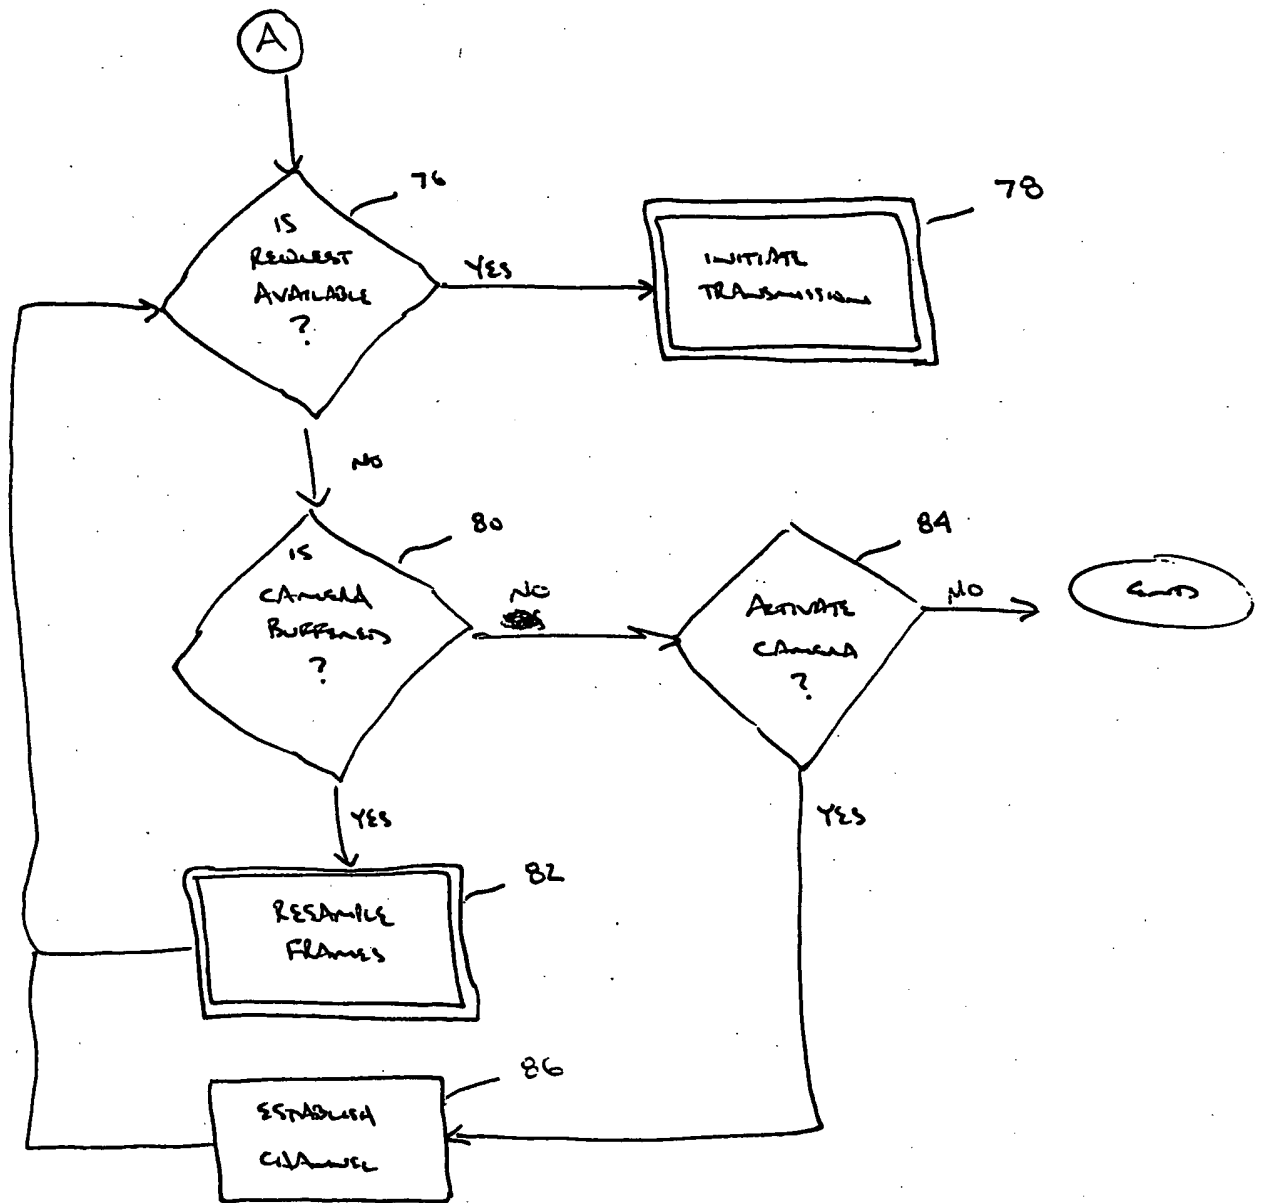 A
76
IS
REQUEST
AVAILABLE
?
YES
78
INITIATE
TRANSMISSION
NO
80
IS
CAMERA
BUFFERED
?
NO
84
ACTIVATE
CAMERA
?
NO
YES
YES
82
RESAMPLE
FRAMES
86
ESTABLISH
CHANNEL